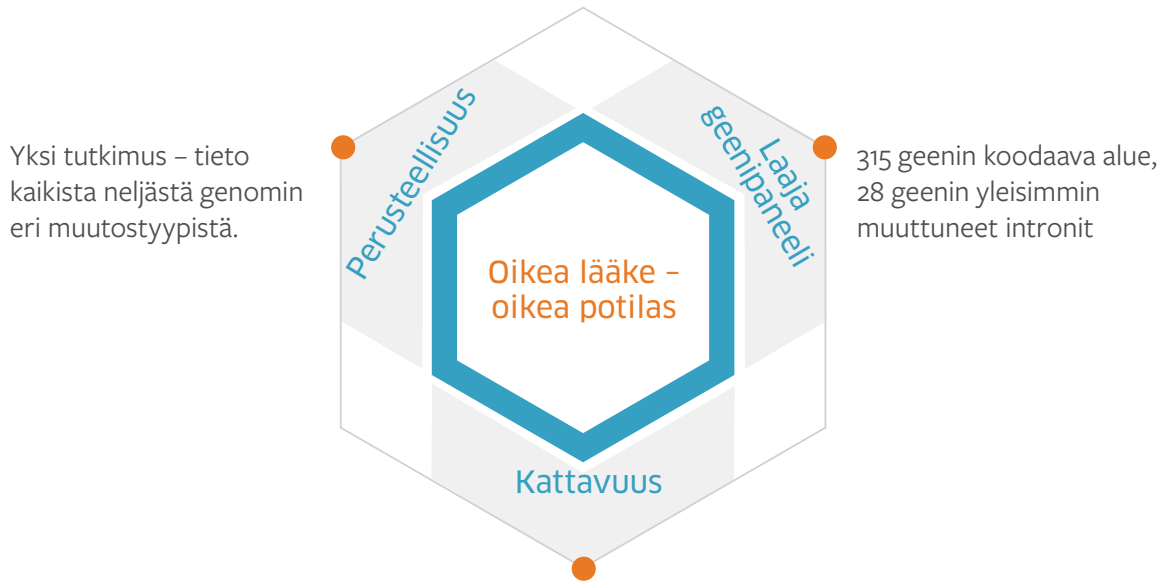 Yksi tutkimus – tieto
kaikista neljästä genomin
eri muutostyypistä.
Perusteellisuus
Laaja
geenipaneeli
315 geenin koodaava alue,
28 geenin yleisimmin
muuttuneet intronit
Oikea lääke –
oikea potilas
Kattavuus